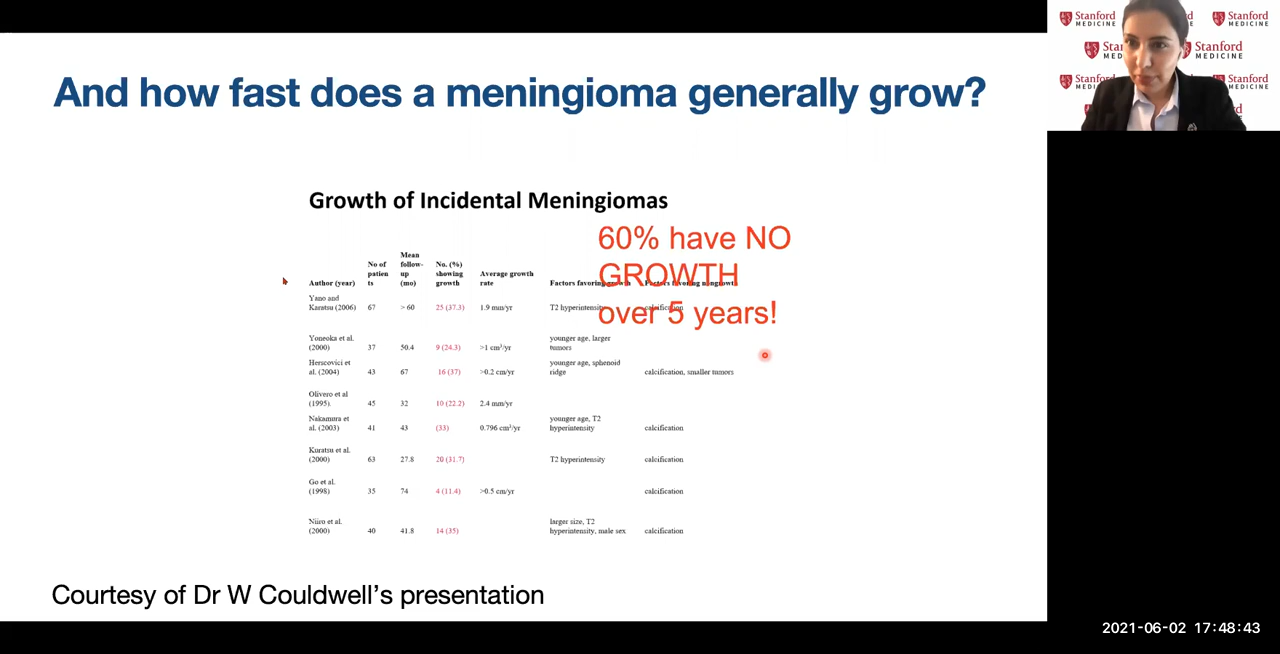 And how fast does a meningioma generally grow?
Stanford
MEDICINE
Stanford
MEDICINE
Stanford
MEDICINE
Stanford
Growth of Incidental Meningiomas
60% have NO
GROWTH
over 5 years!
Author (year) No of patien ts Mean follow-up (mo) No. (%) showing growth Average growth rate Factors favoring growth Factors favoring nongrowth
Yano and Karatsu (2006) 67 > 60 25 (37.3) 1.9 mm/yr T2 hyperintensity calcification
Yoneoka et al. (2000) 37 50.4 9 (24.3) >1 cm³/yr younger age, larger tumors
Herscovici et al. (2004) 43 67 16 (37) >0.2 cm/yr younger age, sphenoid ridge calcification, smaller tumors
Olivero et al (1995). 45 32 10 (22.2) 2.4 mm/yr
Nakamura et al. (2003) 41 43 (33) 0.796 cm³/yr younger age, T2 hyperintensity calcification
Kuratsu et al. (2000) 63 27.8 20 (31.7) T2 hyperintensity calcification
Go et al. (1998) 35 74 4 (11.4) >0.5 cm/yr calcification
Niiro et al. (2000) 40 41.8 14 (35) larger size, T2 hyperintensity, male sex calcification
Courtesy of Dr W Couldwell's presentation
2021-06-02 17:48:43